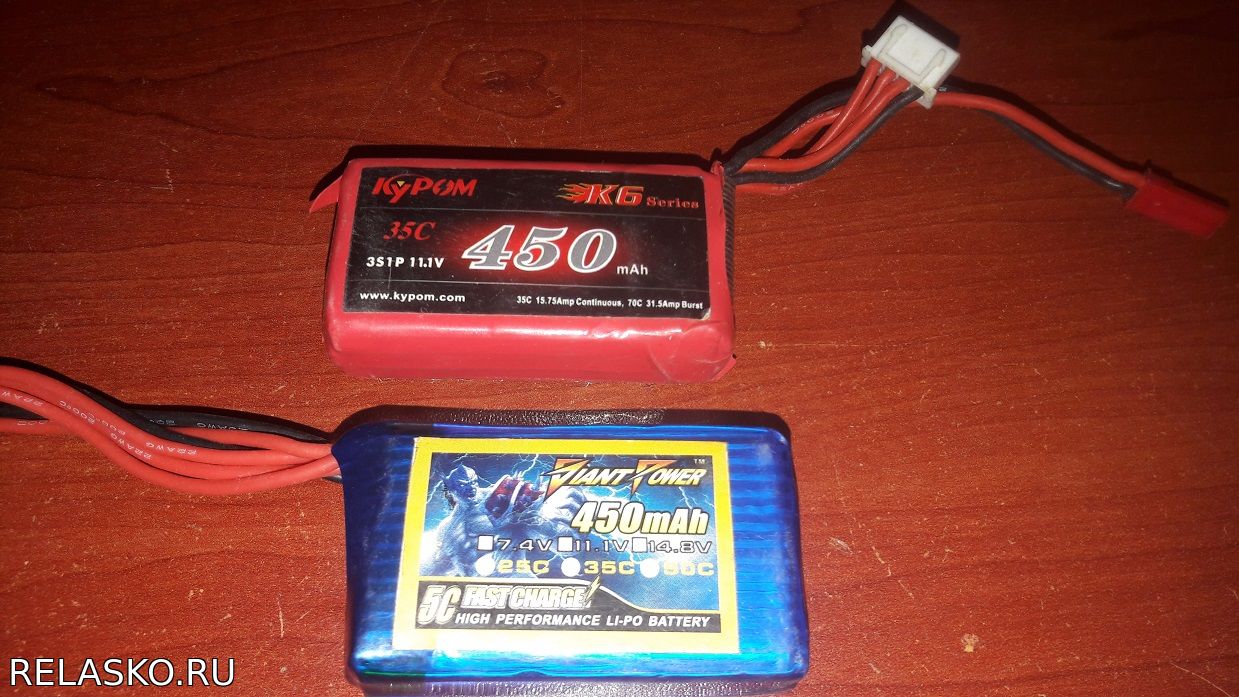 KYPOM
K6 Series
35C
450 mAh
3S1P 11.1V
www.kypom.com
35C 15.75Amp Continuous, 70C 31.5Amp Burst
GIANT POWER™
450mAh
7.4V 11.1V 14.8V
25C 35C 50C
5C FAST CHARGE
HIGH PERFORMANCE LI-PO BATTERY
RELASKO.RU